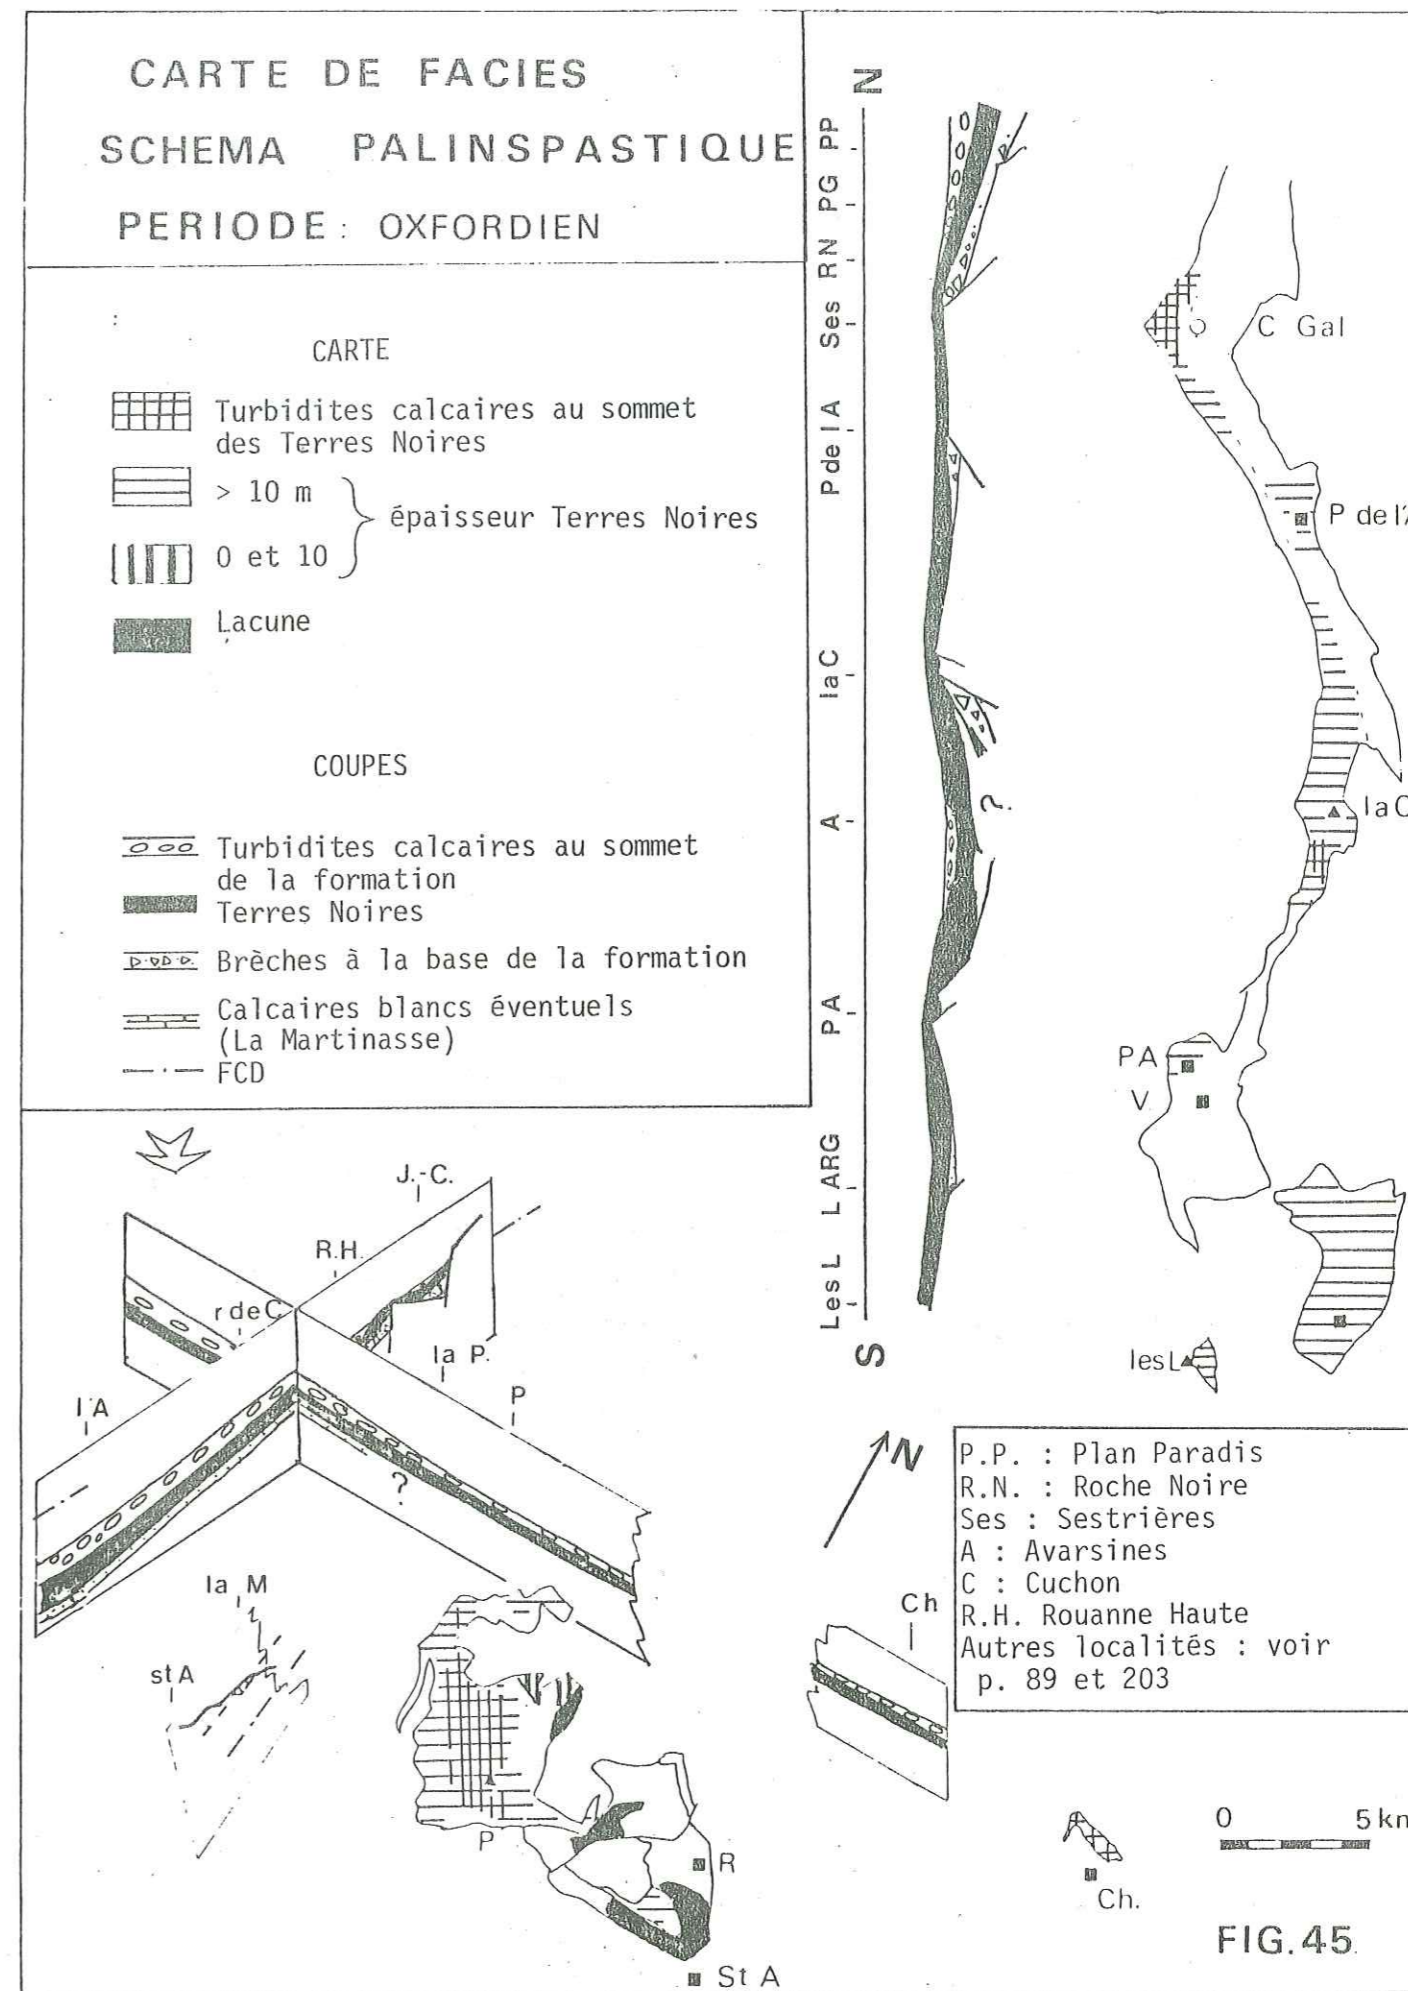 CARTE DE FACIES
SCHEMA PALINSPASTIQUE
PERIODE : OXFORDIEN
CARTE
Turbidites calcaires au sommet
des Terres Noires
> 10 m
épaisseur Terres Noires
0 et 10
Lacune
COUPES
Turbidites calcaires au sommet
de la formation
Terres Noires
Brèches à la base de la formation
Calcaires blancs éventuels
(La Martinasse)
FCD
N
PP
PG
RN
Ses
P de l A
la C
A
?
PA
L ARG
Les L
S
C Gal
P de l'
la C
PA
V
les L
J.-C.
R.H.
r de C
la P.
P
l'A
?
la M
st A
N
P.P. : Plan Paradis
R.N. : Roche Noire
Ses : Sestrières
A : Avarsines
C : Cuchon
R.H. Rouanne Haute
Autres localités : voir
p. 89 et 203
Ch
P
R
St A
0 5 km
Ch.
FIG.45